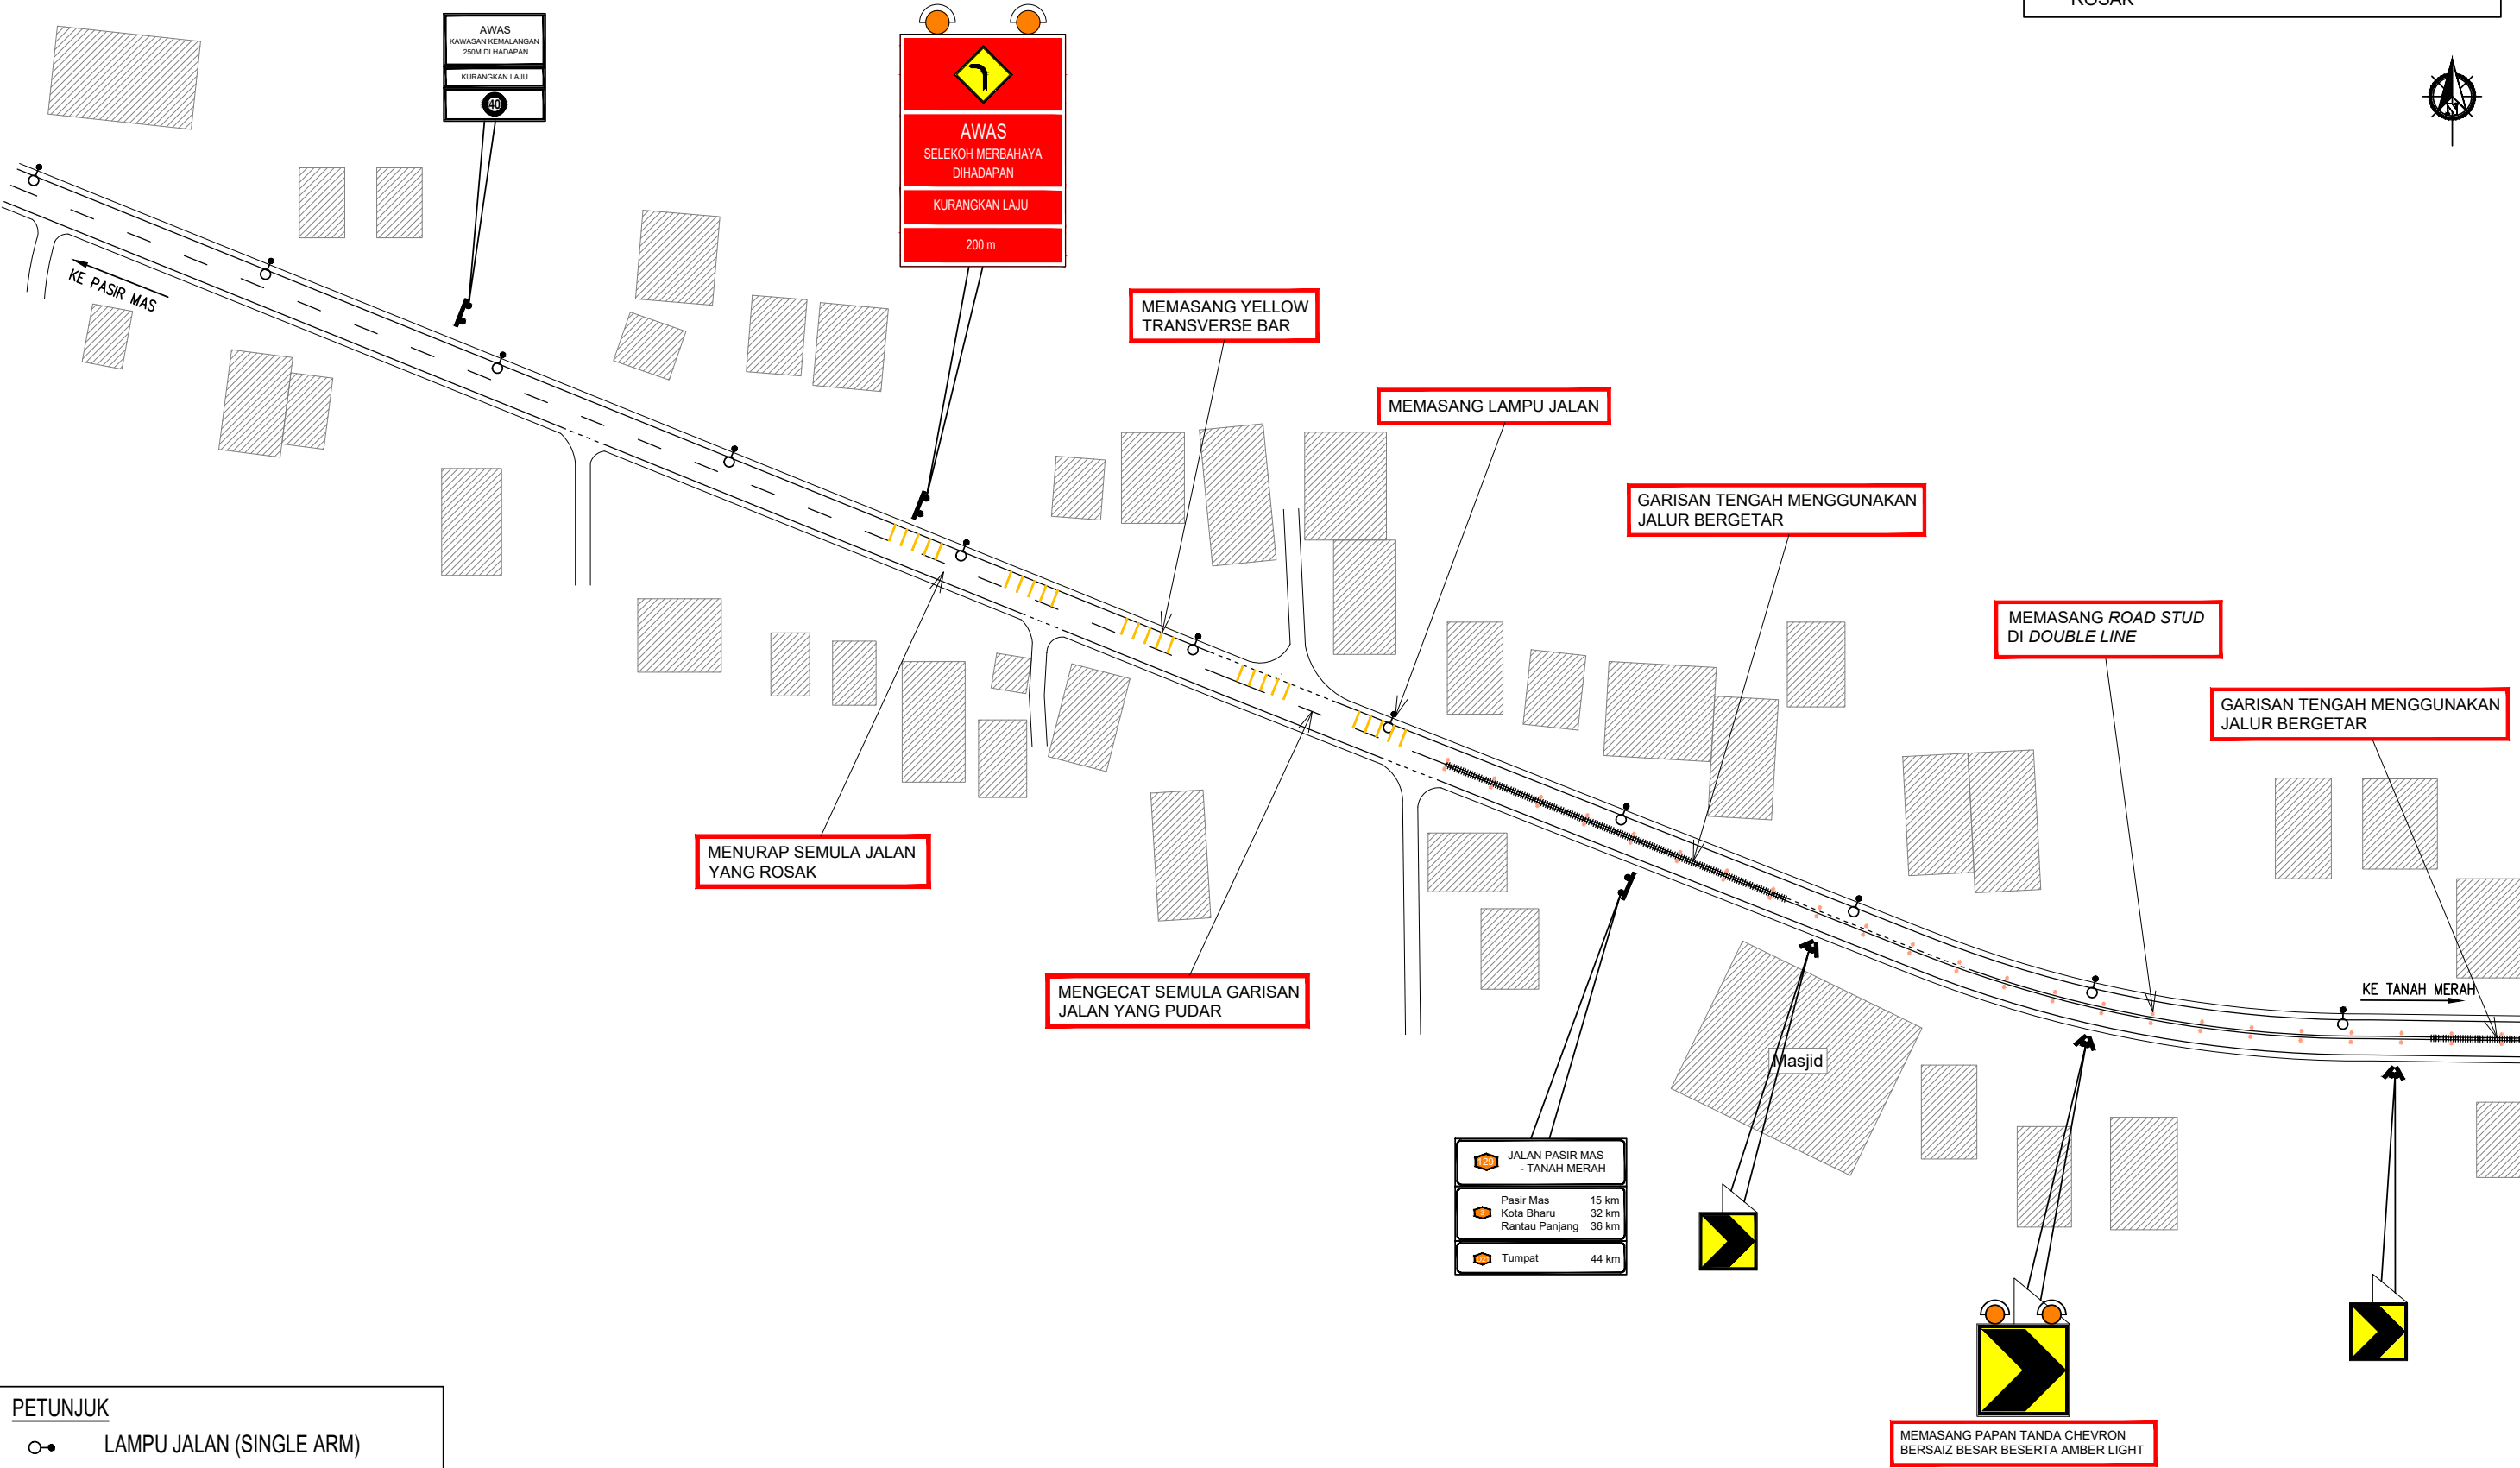 ROSAK
AWAS
KAWASAN KEMALANGAN
250M DI HADAPAN
KURANGKAN LAJU
40
AWAS
SELEKOH MERBAHAYA
DIHADAPAN
KURANGKAN LAJU
200 m
N
KE PASIR MAS
MEMASANG YELLOW
TRANSVERSE BAR
MEMASANG LAMPU JALAN
GARISAN TENGAH MENGGUNAKAN
JALUR BERGETAR
MEMASANG ROAD STUD
DI DOUBLE LINE
GARISAN TENGAH MENGGUNAKAN
JALUR BERGETAR
MENURAP SEMULA JALAN
YANG ROSAK
MENGECAT SEMULA GARISAN
JALAN YANG PUDAR
KE TANAH MERAH
Masjid
129
JALAN PASIR MAS
- TANAH MERAH
3
Pasir Mas 15 km
Kota Bharu 32 km
Rantau Panjang 36 km
Tumpat 44 km
MEMASANG PAPAN TANDA CHEVRON
BERSAIZ BESAR BESERTA AMBER LIGHT
PETUNJUK
LAMPU JALAN (SINGLE ARM)